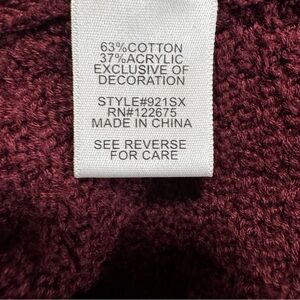 63%COTTON
37%ACRYLIC
EXCLUSIVE OF
DECORATION
STYLE#921SX
RN#122675
MADE IN CHINA
SEE REVERSE
FOR CARE